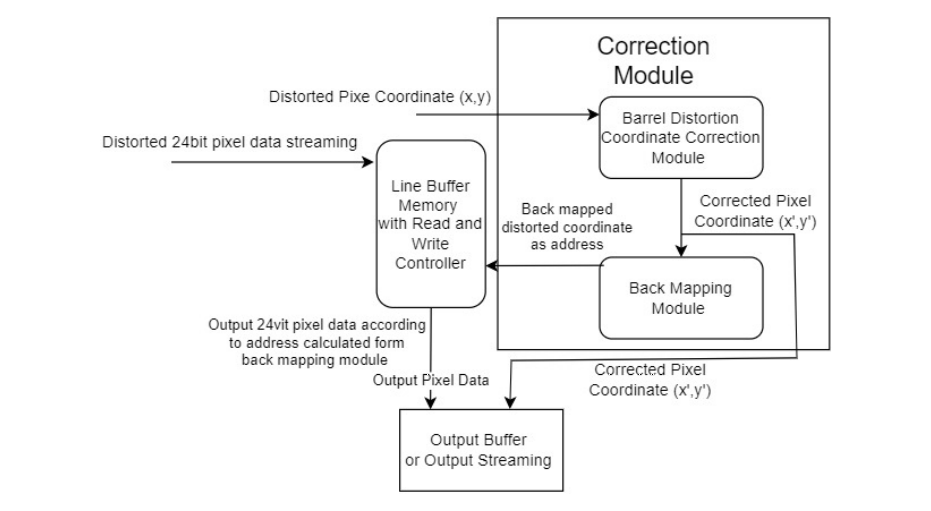 Correction
Module
Distorted Pixe Coordinate (x,y)
Barrel Distortion
Coordinate Correction
Module
Distorted 24bit pixel data streaming
Line Buffer
Memory
with Read and
Write
Controller
Corrected Pixel
Coordinate (x',y')
Back mapped
distorted coordinate
as address
Back Mapping
Module
Output 24vit pixel data according
to address calculated form
back mapping module
Corrected Pixel
Coordinate (x',y')
Output Pixel Data
Output Buffer
or Output Streaming